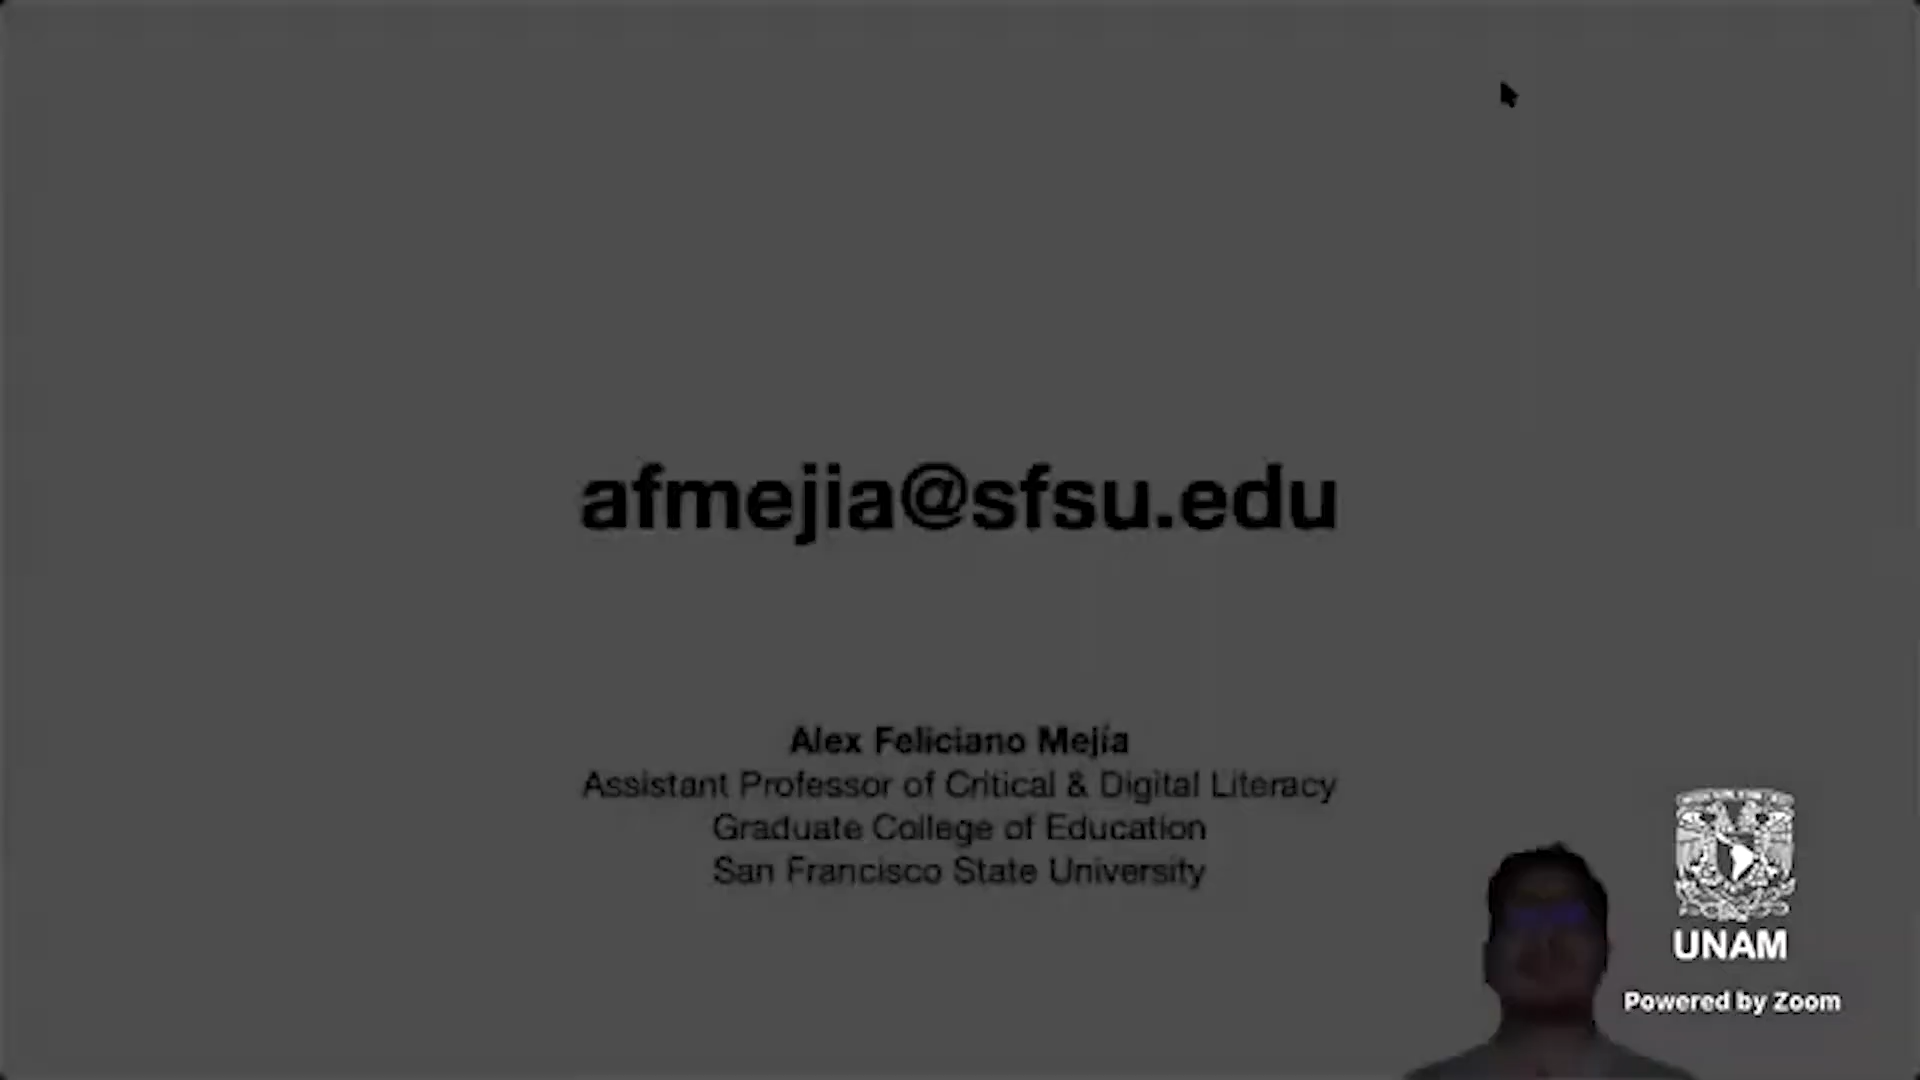 afmejia@sfsu.edu
Alex Feliciano Mejía
Assistant Professor of Critical & Digital Literacy
Graduate College of Education
San Francisco State University
UNAM
Powered by Zoom